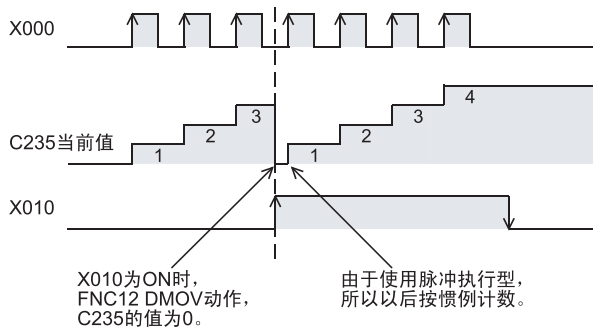 X000
C235当前值
1
2
3
1
2
3
4
X010
X010为ON时，
FNC12 DMOV动作，
C235的值为0。
由于使用脉冲执行型，
所以以后按惯例计数。